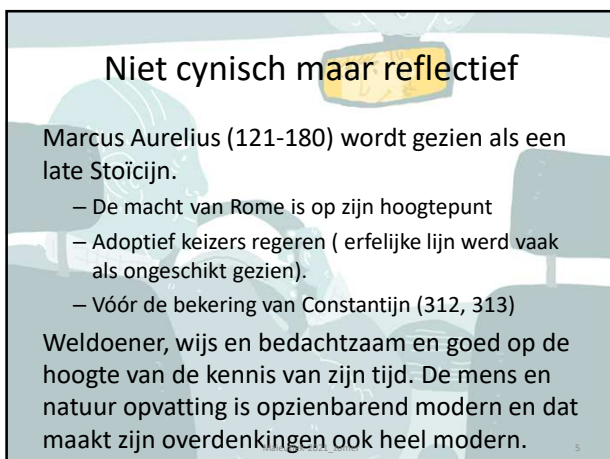 Niet cynisch maar reflectief
Marcus Aurelius (121-180) wordt gezien als een
late Stoïcijn.
– De macht van Rome is op zijn hoogtepunt
– Adoptief keizers regeren ( erfelijke lijn werd vaak
als ongeschikt gezien).
– Vóór de bekering van Constantijn (312, 313)
Weldoener, wijs en bedachtzaam en goed op de
hoogte van de kennis van zijn tijd. De mens en
natuur opvatting is opzienbarend modern en dat
maakt zijn overdenkingen ook heel modern.
5